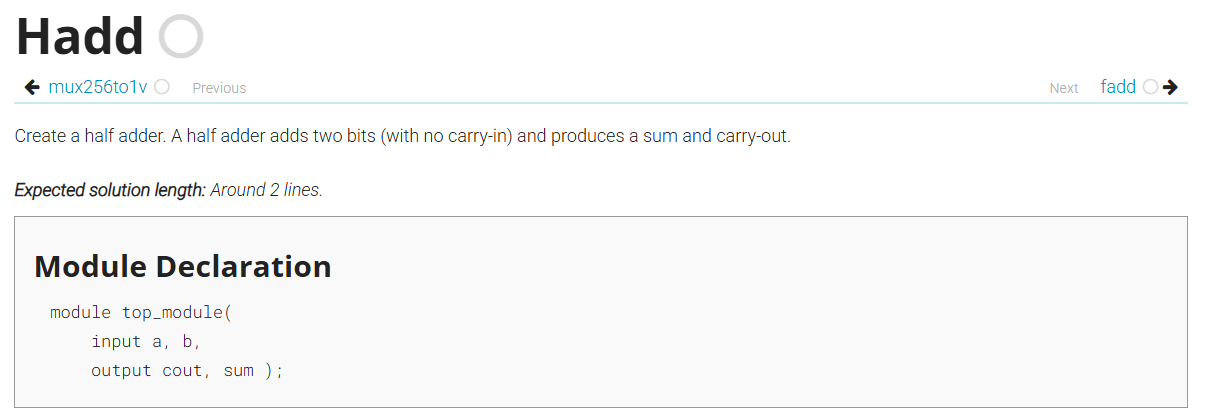 Hadd
mux256to1v Previous Next fadd
Create a half adder. A half adder adds two bits (with no carry-in) and produces a sum and carry-out.
Expected solution length: Around 2 lines.
Module Declaration
module top_module(
    input a, b,
    output cout, sum );